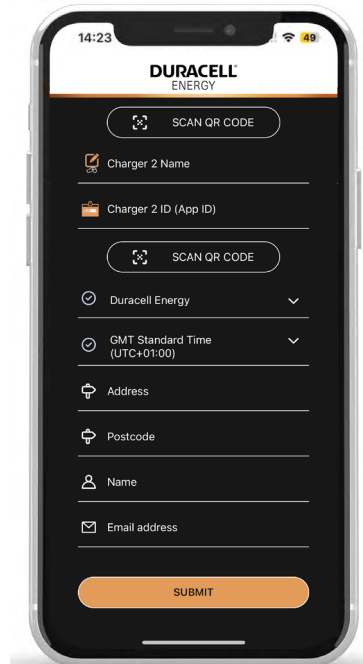 14:23
49
DURACELL
ENERGY
SCAN QR CODE
Charger 2 Name
Charger 2 ID (App ID)
SCAN QR CODE
Duracell Energy
GMT Standard Time
(UTC+01:00)
Address
Postcode
Name
Email address
SUBMIT